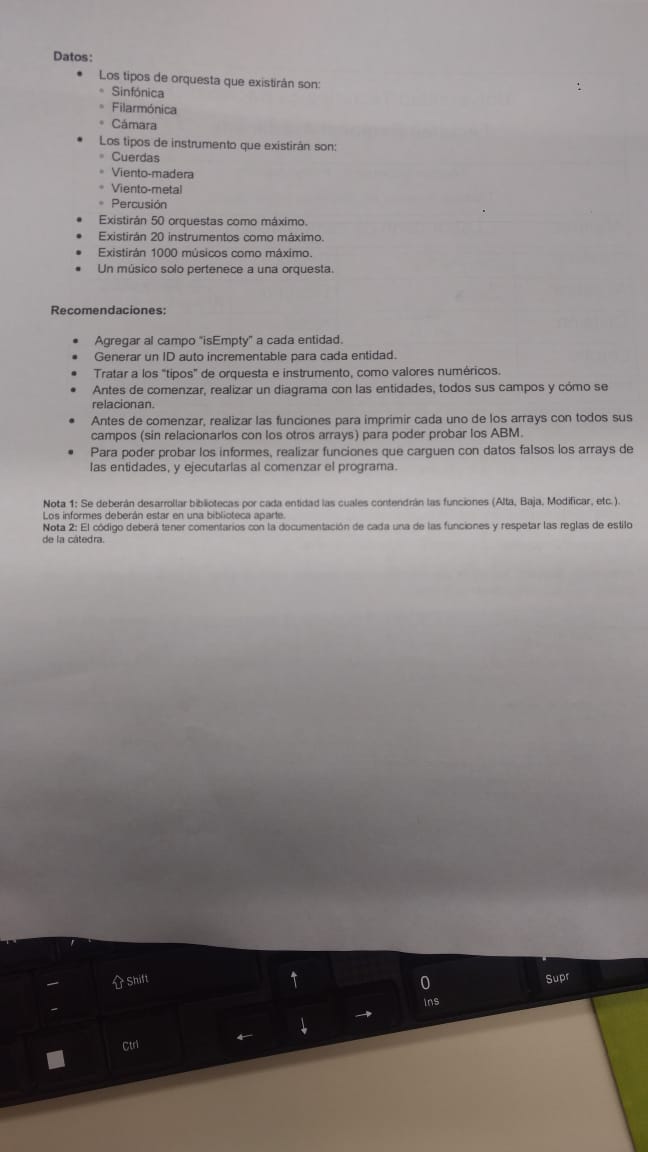 Datos:
• Los tipos de orquesta que existirán son:
◦ Sinfónica
◦ Filarmónica
◦ Cámara
• Los tipos de instrumento que existirán son:
◦ Cuerdas
◦ Viento-madera
◦ Viento-metal
◦ Percusión
• Existirán 50 orquestas como máximo.
• Existirán 20 instrumentos como máximo.
• Existirán 1000 músicos como máximo.
• Un músico solo pertenece a una orquesta.
Recomendaciones:
• Agregar al campo "isEmpty" a cada entidad.
• Generar un ID auto incrementable para cada entidad.
• Tratar a los "tipos" de orquesta e instrumento, como valores numéricos.
• Antes de comenzar, realizar un diagrama con las entidades, todos sus campos y cómo se
relacionan.
• Antes de comenzar, realizar las funciones para imprimir cada uno de los arrays con todos sus
campos (sin relacionarlos con los otros arrays) para poder probar los ABM.
• Para poder probar los informes, realizar funciones que carguen con datos falsos los arrays de
las entidades, y ejecutarlas al comenzar el programa.
Nota 1: Se deberán desarrollar bibliotecas por cada entidad las cuales contendrán las funciones (Alta, Baja, Modificar, etc.).
Los informes deberán estar en una biblioteca aparte.
Nota 2: El código deberá tener comentarios con la documentación de cada una de las funciones y respetar las reglas de estilo
de la cátedra.
Shift
0
Ins
Supr
Ctrl